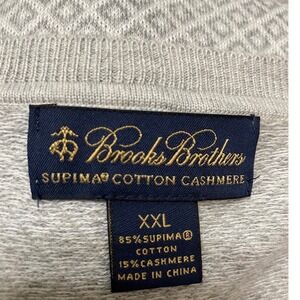 Brooks Brothers
SUPIMA® COTTON CASHMERE
XXL
85% SUPIMA®
COTTON
15% CASHMERE
MADE IN CHINA